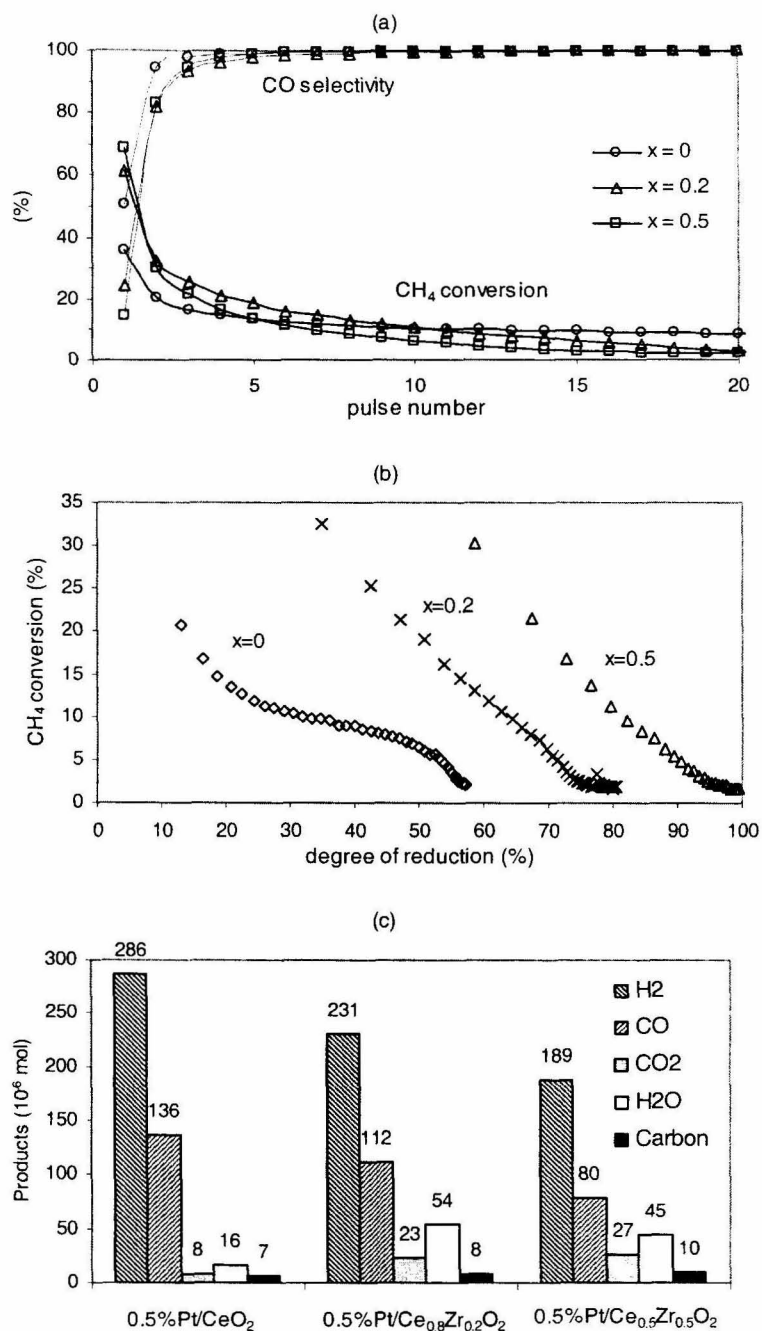 (a)
100
80
60
40
20
0
(%)
CO selectivity
x = 0
x = 0.2
x = 0.5
CH₄ conversion
0 5 10 15 20
pulse number
(b)
35
30
25
20
15
10
5
0
CH₄ conversion (%)
x=0
x=0.2
x=0.5
0 10 20 30 40 50 60 70 80 90 100
degree of reduction (%)
(c)
300
250
200
150
100
50
0
Products (10⁶ mol)
286 136 8 16 7
231 112 23 54 8
189 80 27 45 10
H2
CO
CO2
H2O
Carbon
0.5%Pt/CeO₂ 0.5%Pt/Ce₀.₈Zr₀.₂O₂ 0.5%Pt/Ce₀.₅Zr₀.₅O₂